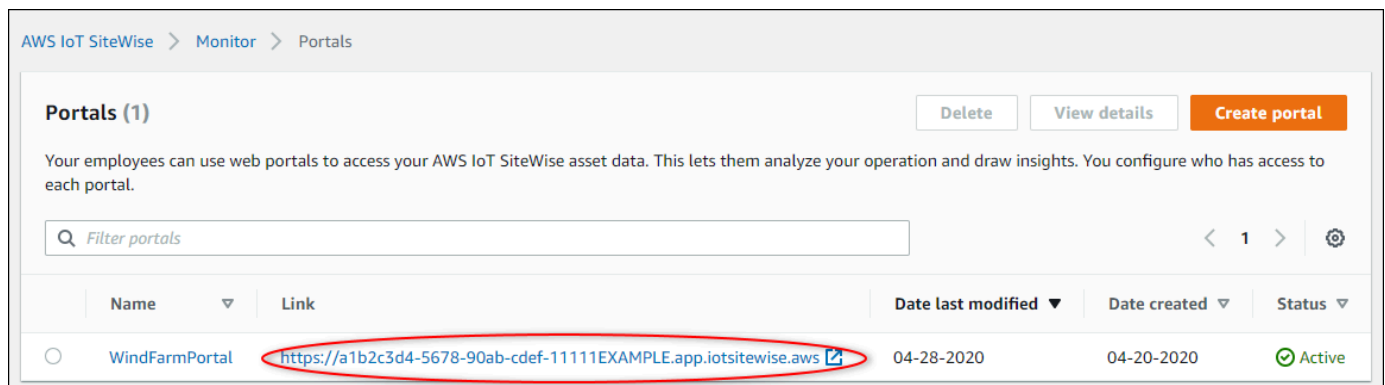 AWS IoT SiteWise > Monitor > Portals
Portals (1)
Delete
View details
Create portal
Your employees can use web portals to access your AWS IoT SiteWise asset data. This lets them analyze your operation and draw insights. You configure who has access to
each portal.
Filter portals
< 1 >
Name Link Date last modified Date created Status
WindFarmPortal https://a1b2c3d4-5678-90ab-cdef-11111EXAMPLE.app.iotsitewise.aws 04-28-2020 04-20-2020 Active